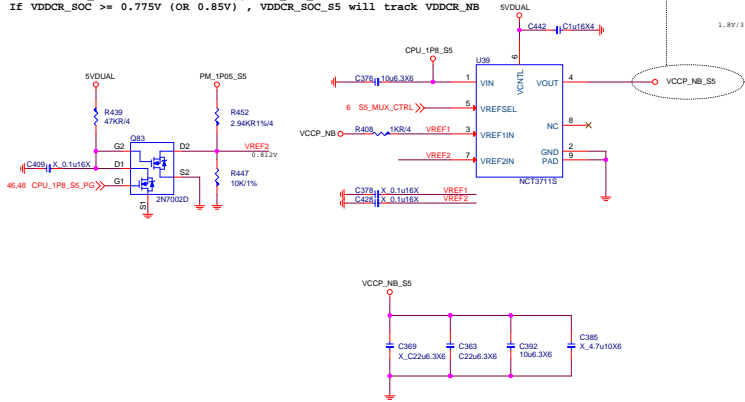 If VDDCR_SOC >= 0.775V (OR 0.85V) , VDDCR_SOC_S5 will track VDDCR_NB
5VDUAL
C442
C1u16X4
1.8V/3
CPU_1P8_S5
U39
6
VCNTL
C376
10u6.3X6
1
VIN
VOUT
4
VCCP_NB_S5
6 S5_MUX_CTRL
5
VREFSEL
NC
8
VCCP_NB
R408
1KR/4
VREF1
3
VREF1IN
GND
2
PAD
9
VREF2
7
VREF2IN
NCT3711S
C378
X_0.1u16X
VREF1
C428
X_0.1u16X
VREF2
5VDUAL
PM_1P05_S5
R439
47KR/4
R452
2.94KR1%/4
Q83
G2
D2
VREF2
0.812V
C409
X_0.1u16X
D1
S2
R447
10K/1%
46,48 CPU_1P8_S5_PG
G1
S1
2N7002D
VCCP_NB_S5
C369
X_C22u6.3X6
C363
C22u6.3X6
C392
10u6.3X6
C385
X_4.7u10X6